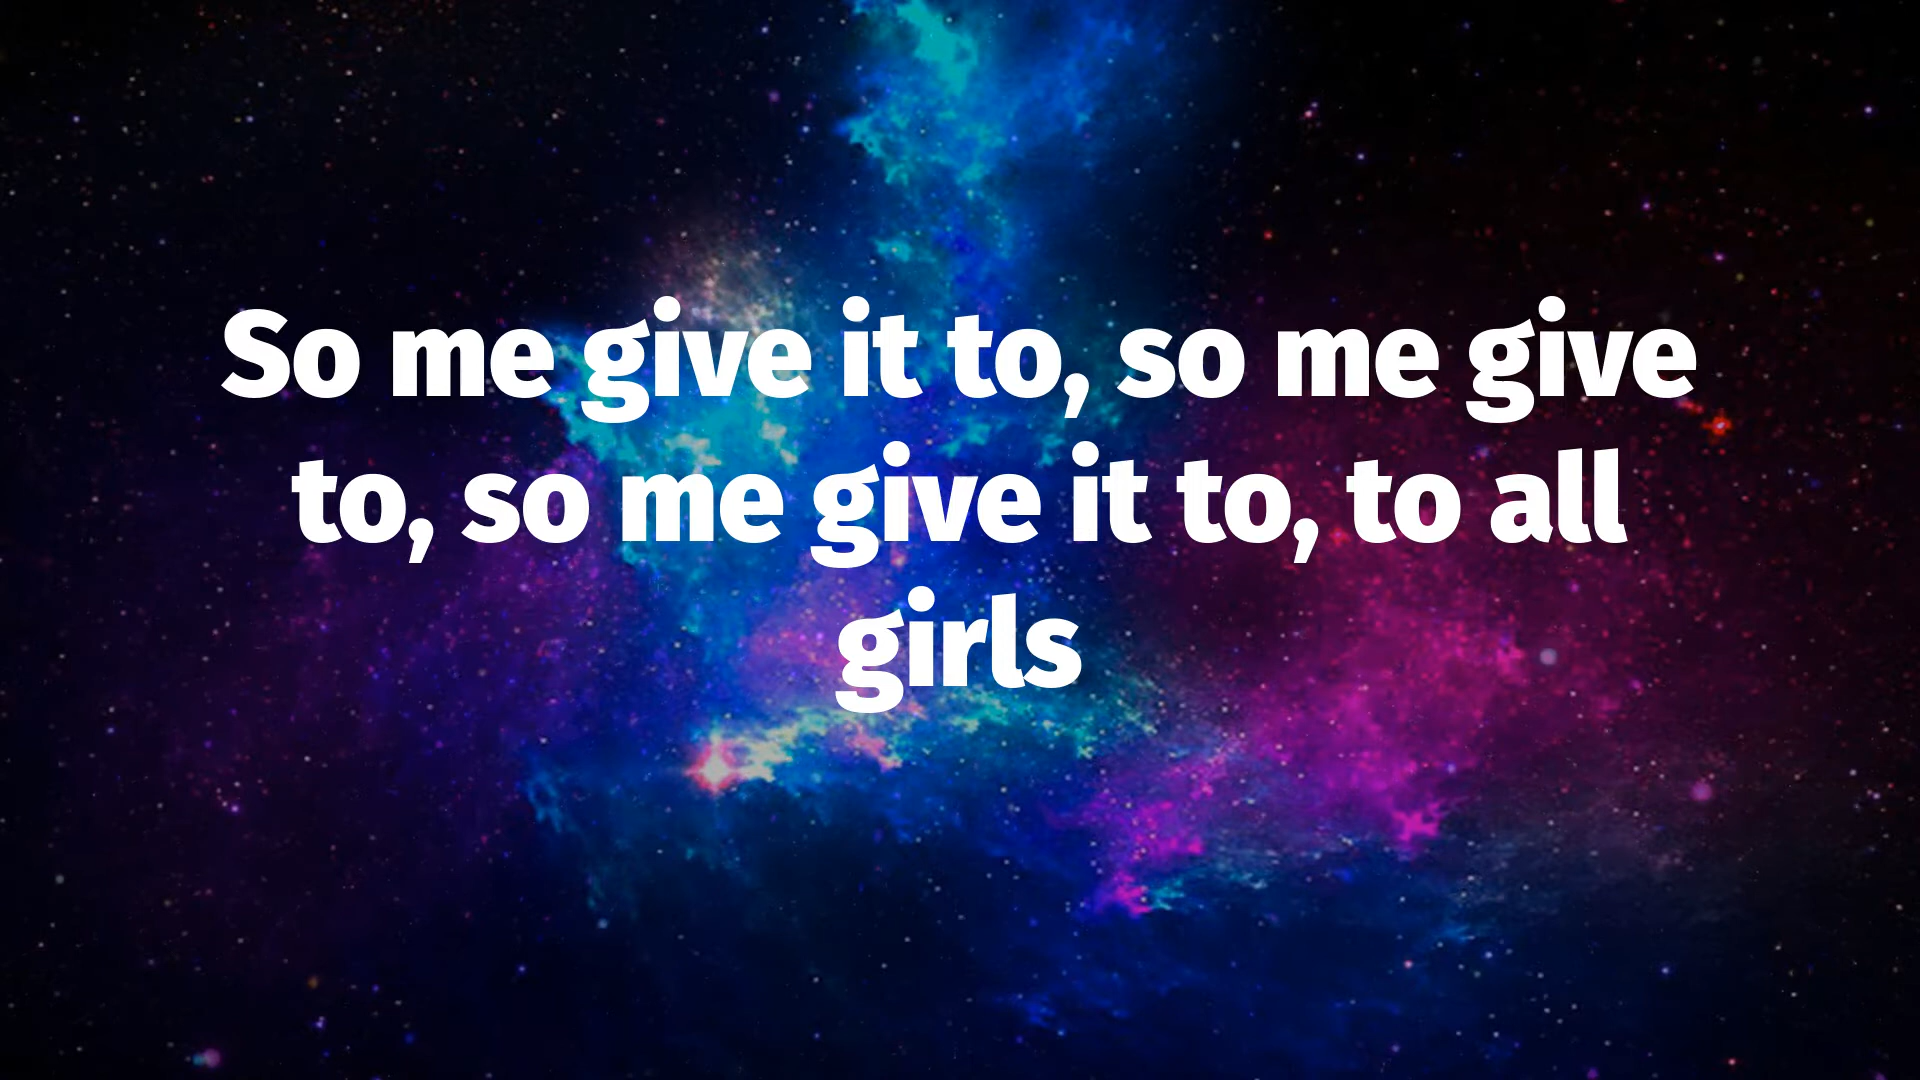 So me give it to, so me give
to, so me give it to, to all
girls